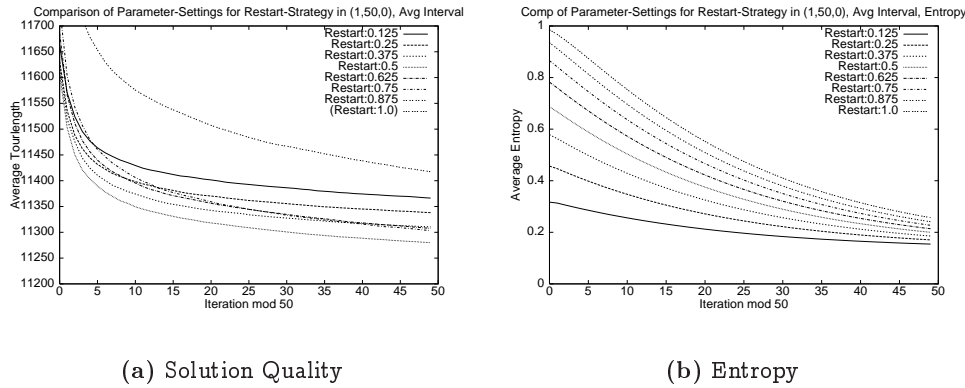 Comparison of Parameter-Settings for Restart-Strategy in (1,50,0), Avg Interval
11700
11650
11600
11550
11500
11450
11400
11350
11300
11250
11200
Average Tourlength
Restart:0.125
Restart:0.25
Restart:0.375
Restart:0.5
Restart:0.625
Restart:0.75
Restart:0.875
(Restart:1.0)
0 5 10 15 20 25 30 35 40 45 50
Iteration mod 50
(a) Solution Quality
Comp of Parameter-Settings for Restart-Strategy in (1,50,0), Avg Interval, Entropy
1
0.8
0.6
0.4
0.2
0
Average Entropy
Restart:0.125
Restart:0.25
Restart:0.375
Restart:0.5
Restart:0.625
Restart:0.75
Restart:0.875
Restart:1.0
0 5 10 15 20 25 30 35 40 45 50
Iteration mod 50
(b) Entropy